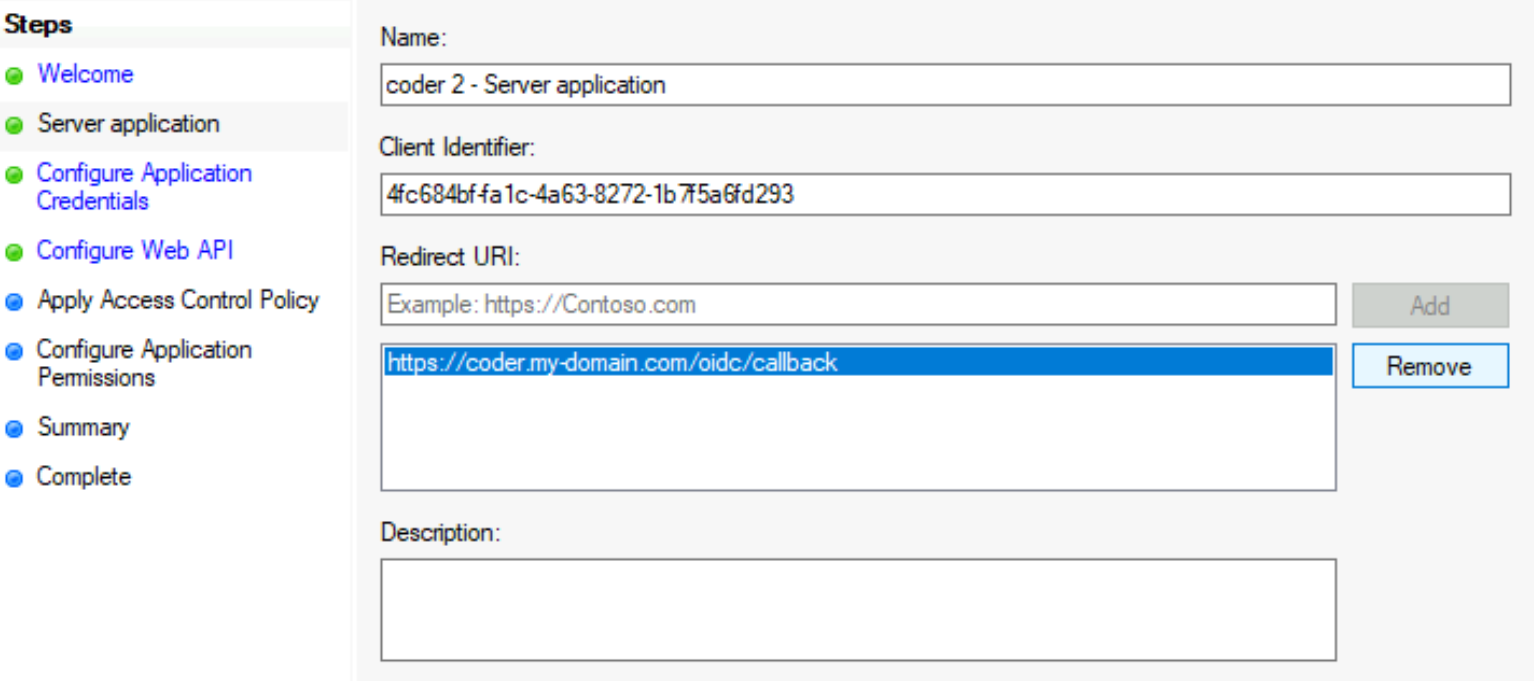 Steps
Welcome
Server application
Configure Application
Credentials
Configure Web API
Apply Access Control Policy
Configure Application
Permissions
Summary
Complete
Name:
coder 2 - Server application
Client Identifier:
4fc684bf-fa1c-4a63-8272-1b7f5a6fd293
Redirect URI:
Example: https://Contoso.com
Add
https://coder.my-domain.com/oidc/callback
Remove
Description: